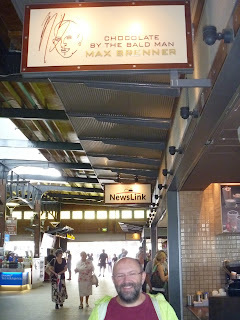 CHOCOLATE
BY THE BALD MAN
MAX BRENNER
NewsLink